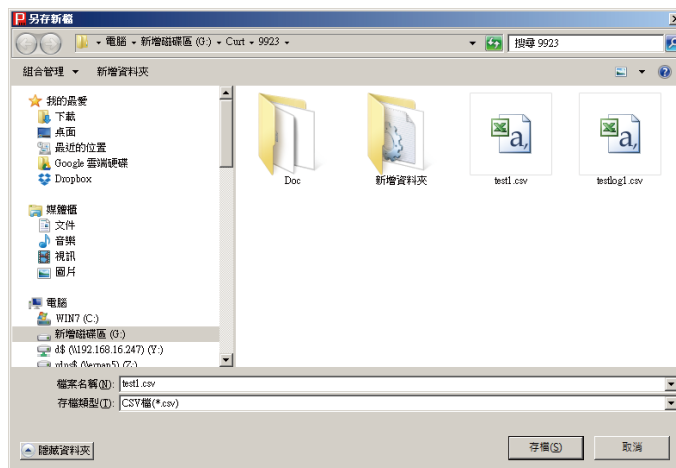 另存新檔
電腦 新增磁碟區 (G:) Curt 9923
搜尋 9923
組合管理 新增資料夾
我的最愛
下載
桌面
最近的位置
Google 雲端硬碟
Dropbox
媒體櫃
文件
音樂
視訊
圖片
電腦
WIN7 (C:)
新增磁碟區 (G:)
d$ (\\192.168.16.247) (Y:)
Doc
新增資料夾
test1.csv
testlog1.csv
檔案名稱(N): test1.csv
存檔類型(T): CSV檔(*.csv)
隱藏資料夾
存檔(S)
取消